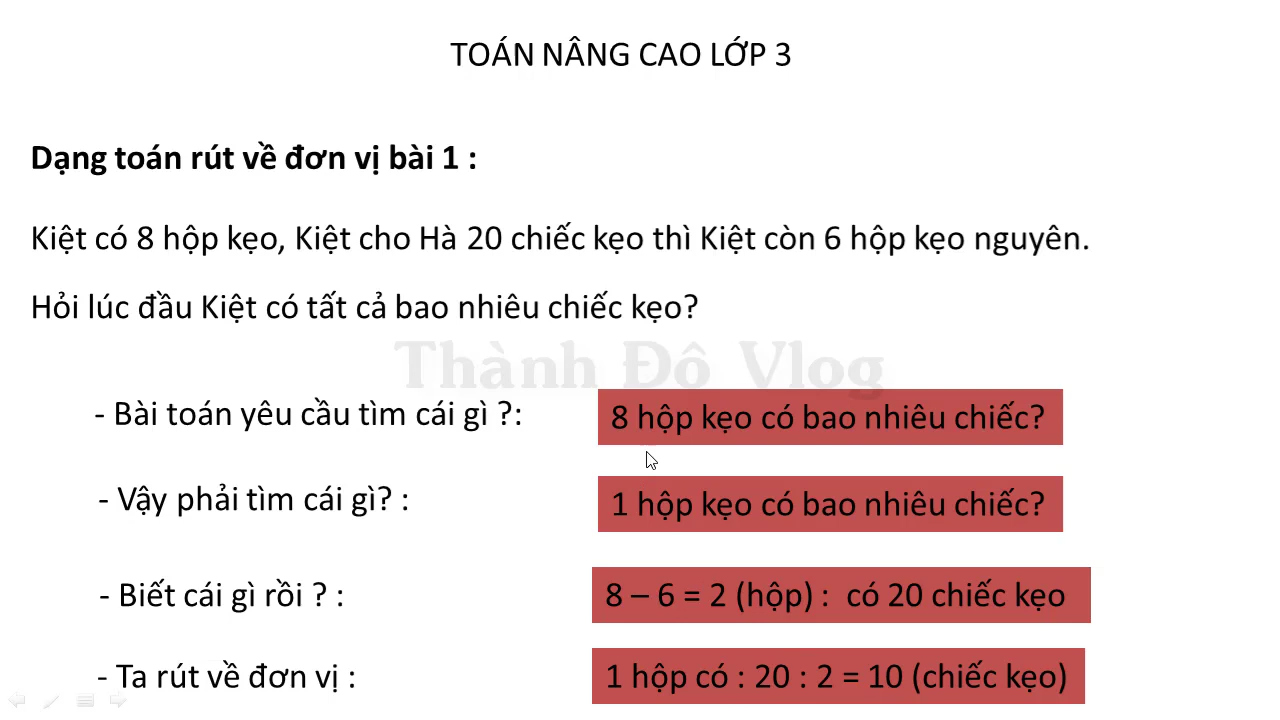 TOÁN NÂNG CAO LỚP 3
Dạng toán rút về đơn vị bài 1 :
Kiệt có 8 hộp kẹo, Kiệt cho Hà 20 chiếc kẹo thì Kiệt còn 6 hộp kẹo nguyên.
Hỏi lúc đầu Kiệt có tất cả bao nhiêu chiếc kẹo?
Thành Đô Vlog
- Bài toán yêu cầu tìm cái gì ?: 8 hộp kẹo có bao nhiêu chiếc?
- Vậy phải tìm cái gì? : 1 hộp kẹo có bao nhiêu chiếc?
- Biết cái gì rồi ? : 8 – 6 = 2 (hộp) : có 20 chiếc kẹo
- Ta rút về đơn vị : 1 hộp có : 20 : 2 = 10 (chiếc kẹo)